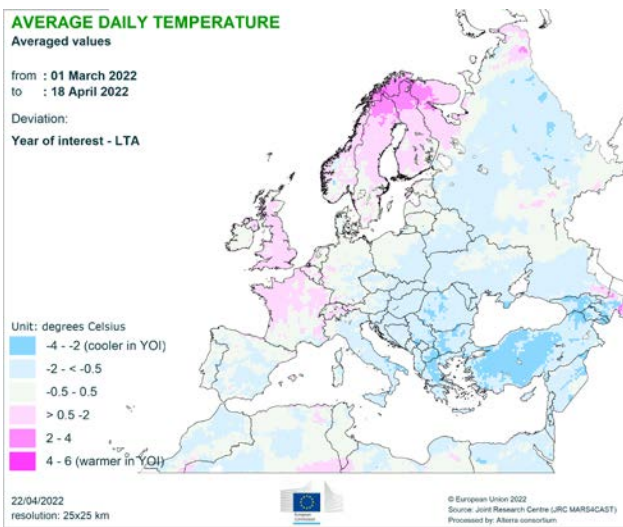 AVERAGE DAILY TEMPERATURE
Averaged values
from : 01 March 2022
to : 18 April 2022
Deviation:
Year of interest - LTA
Unit: degrees Celsius
-4 - -2 (cooler in YOI)
-2 - < -0.5
-0.5 - 0.5
> 0.5 -2
2 - 4
4 - 6 (warmer in YOI)
22/04/2022
resolution: 25x25 km
European
Commission
© European Union 2022
Source: Joint Research Centre (JRC MARS4CAST)
Processed by: Alterra consortium